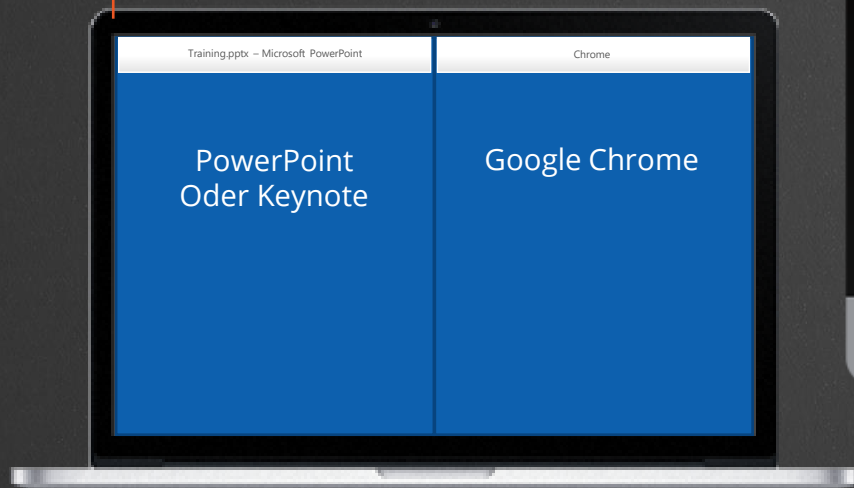 Training.pptx – Microsoft PowerPoint
Chrome
PowerPoint
Oder Keynote
Google Chrome